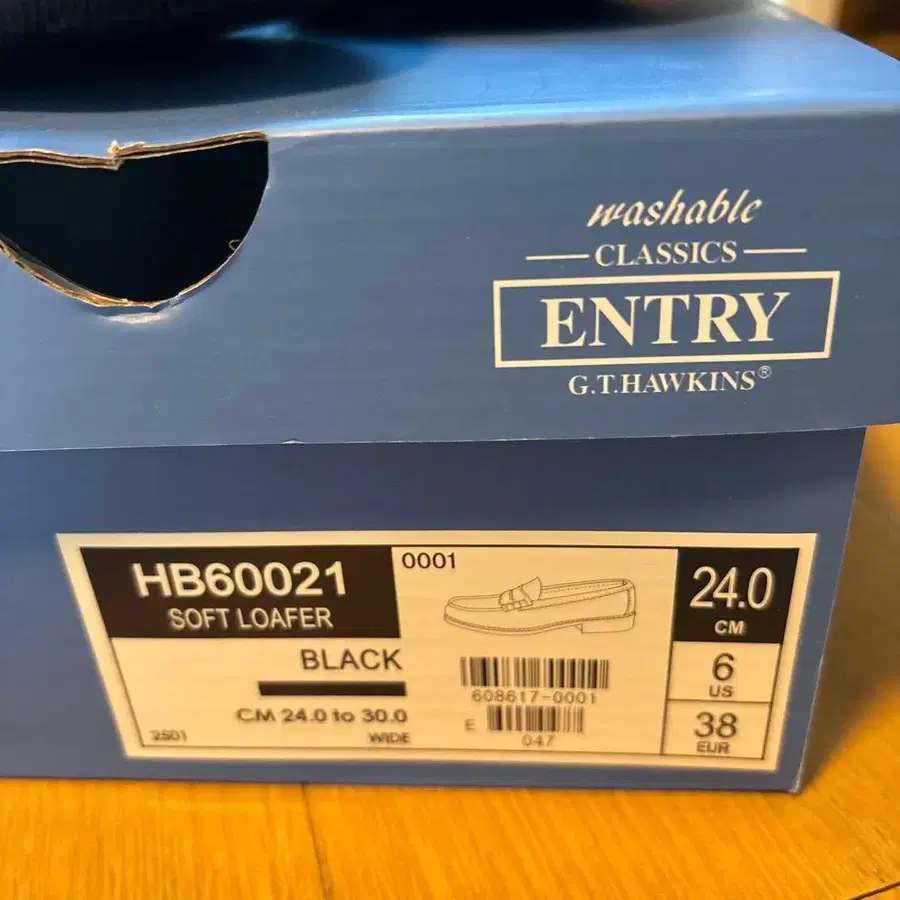 washable
CLASSICS
ENTRY
G.T.HAWKINS®
HB60021
SOFT LOAFER
0001
24.0
CM
BLACK
6
US
608617-0001
CM 24.0 to 30.0
E
38
EUR
2501
WIDE
047